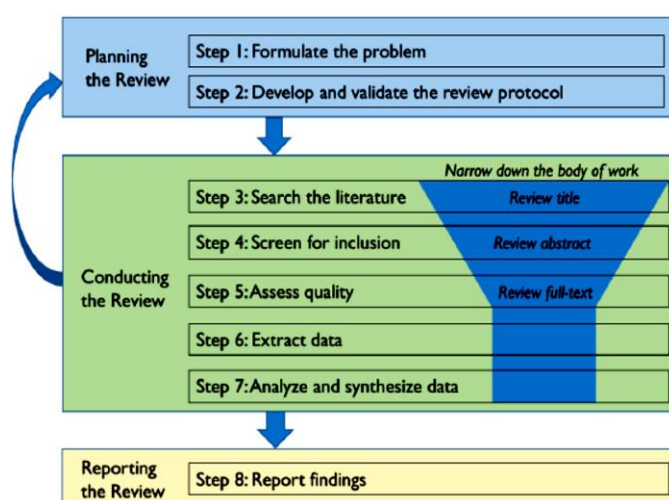 Planning
the Review
Step 1: Formulate the problem
Step 2: Develop and validate the review protocol
Narrow down the body of work
Conducting
the Review
Step 3: Search the literature
Review title
Step 4: Screen for inclusion
Review abstract
Step 5: Assess quality
Review full-text
Step 6: Extract data
Step 7: Analyze and synthesize data
Reporting
the Review
Step 8: Report findings